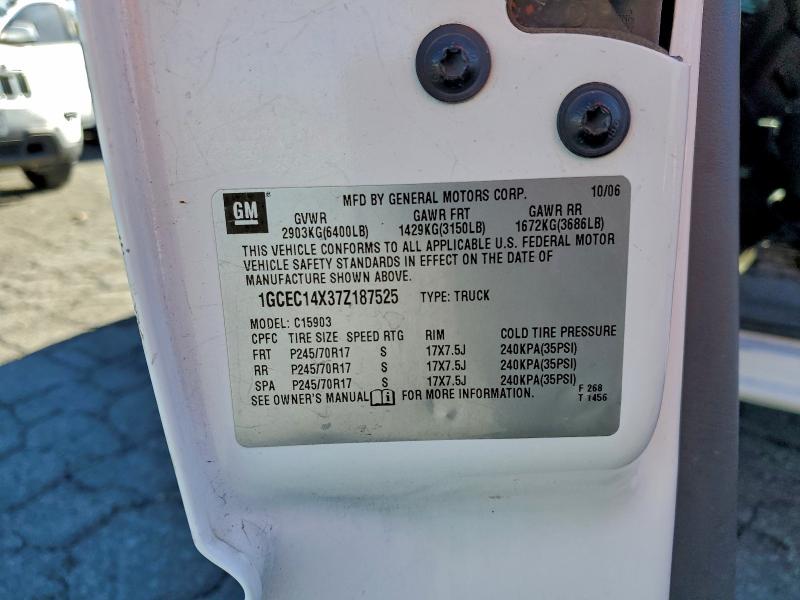 GM MFD BY GENERAL MOTORS CORP. 10/06
GVWR GAWR FRT GAWR RR
2903KG(6400LB) 1429KG(3150LB) 1672KG(3686LB)
THIS VEHICLE CONFORMS TO ALL APPLICABLE U.S. FEDERAL MOTOR
VEHICLE SAFETY STANDARDS IN EFFECT ON THE DATE OF
MANUFACTURE SHOWN ABOVE.
1GCEC14X37Z187525 TYPE: TRUCK
MODEL: C15903
CPFC TIRE SIZE SPEED RTG RIM COLD TIRE PRESSURE
FRT P245/70R17 S 17X7.5J 240KPA(35PSI)
RR P245/70R17 S 17X7.5J 240KPA(35PSI)
SPA P245/70R17 S 17X7.5J 240KPA(35PSI)
SEE OWNER'S MANUAL FOR MORE INFORMATION. F 268
T 1456